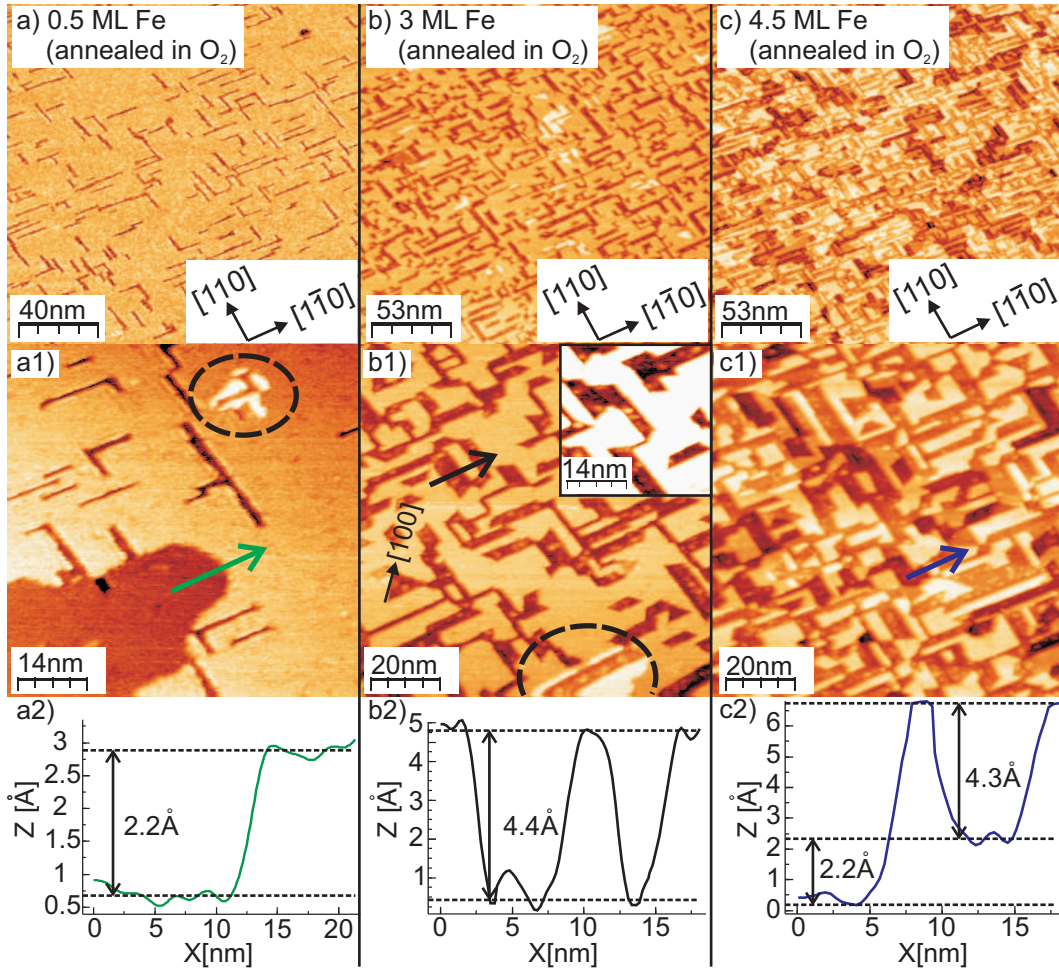 a) 0.5 ML Fe
(annealed in O₂)
40nm
[110]
[11̅0]
b) 3 ML Fe
(annealed in O₂)
53nm
[110]
[11̅0]
c) 4.5 ML Fe
(annealed in O₂)
53nm
[110]
[11̅0]
a1)
14nm
b1)
14nm
[100]
20nm
c1)
20nm
a2)
3
2.5
2
1.5
1
0.5
Z [Å]
2.2Å
0 5 10 15 20
X[nm]
b2)
5
4
3
2
1
0
Z [Å]
4.4Å
0 5 10 15
X[nm]
c2)
6
5
4
3
2
1
0
Z [Å]
4.3Å
2.2Å
0 5 10 15
X[nm]